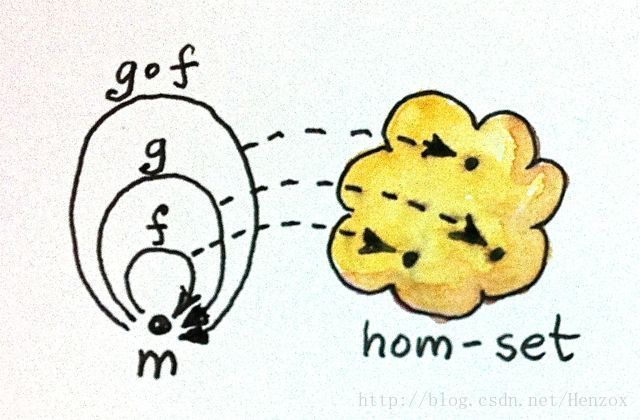 g∘f
g
f
m
hom-set
http://blog.csdn.net/Henzox